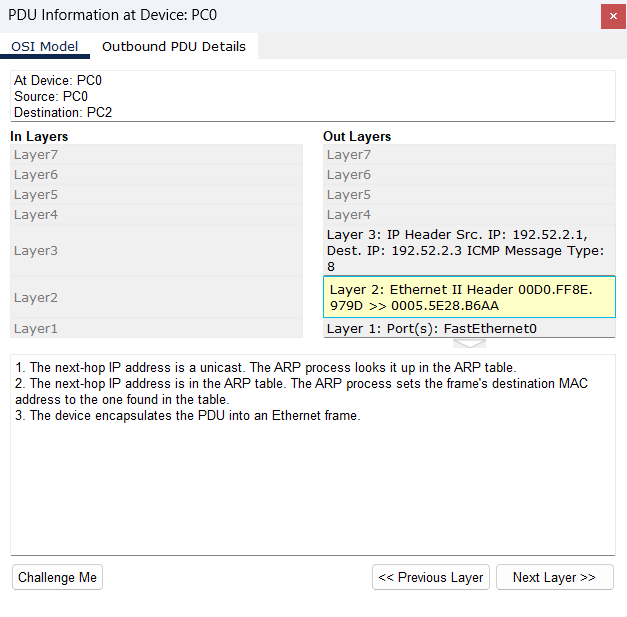 PDU Information at Device: PC0
×
OSI Model
Outbound PDU Details
At Device: PC0
Source: PC0
Destination: PC2
In Layers
Layer7
Layer6
Layer5
Layer4
Layer3
Layer2
Layer1
Out Layers
Layer7
Layer6
Layer5
Layer4
Layer 3: IP Header Src. IP: 192.52.2.1,
Dest. IP: 192.52.2.3 ICMP Message Type:
8
Layer 2: Ethernet II Header 00D0.FF8E.
979D >> 0005.5E28.B6AA
Layer 1: Port(s): FastEthernet0
1. The next-hop IP address is a unicast. The ARP process looks it up in the ARP table.
2. The next-hop IP address is in the ARP table. The ARP process sets the frame's destination MAC
address to the one found in the table.
3. The device encapsulates the PDU into an Ethernet frame.
Challenge Me
<< Previous Layer
Next Layer >>